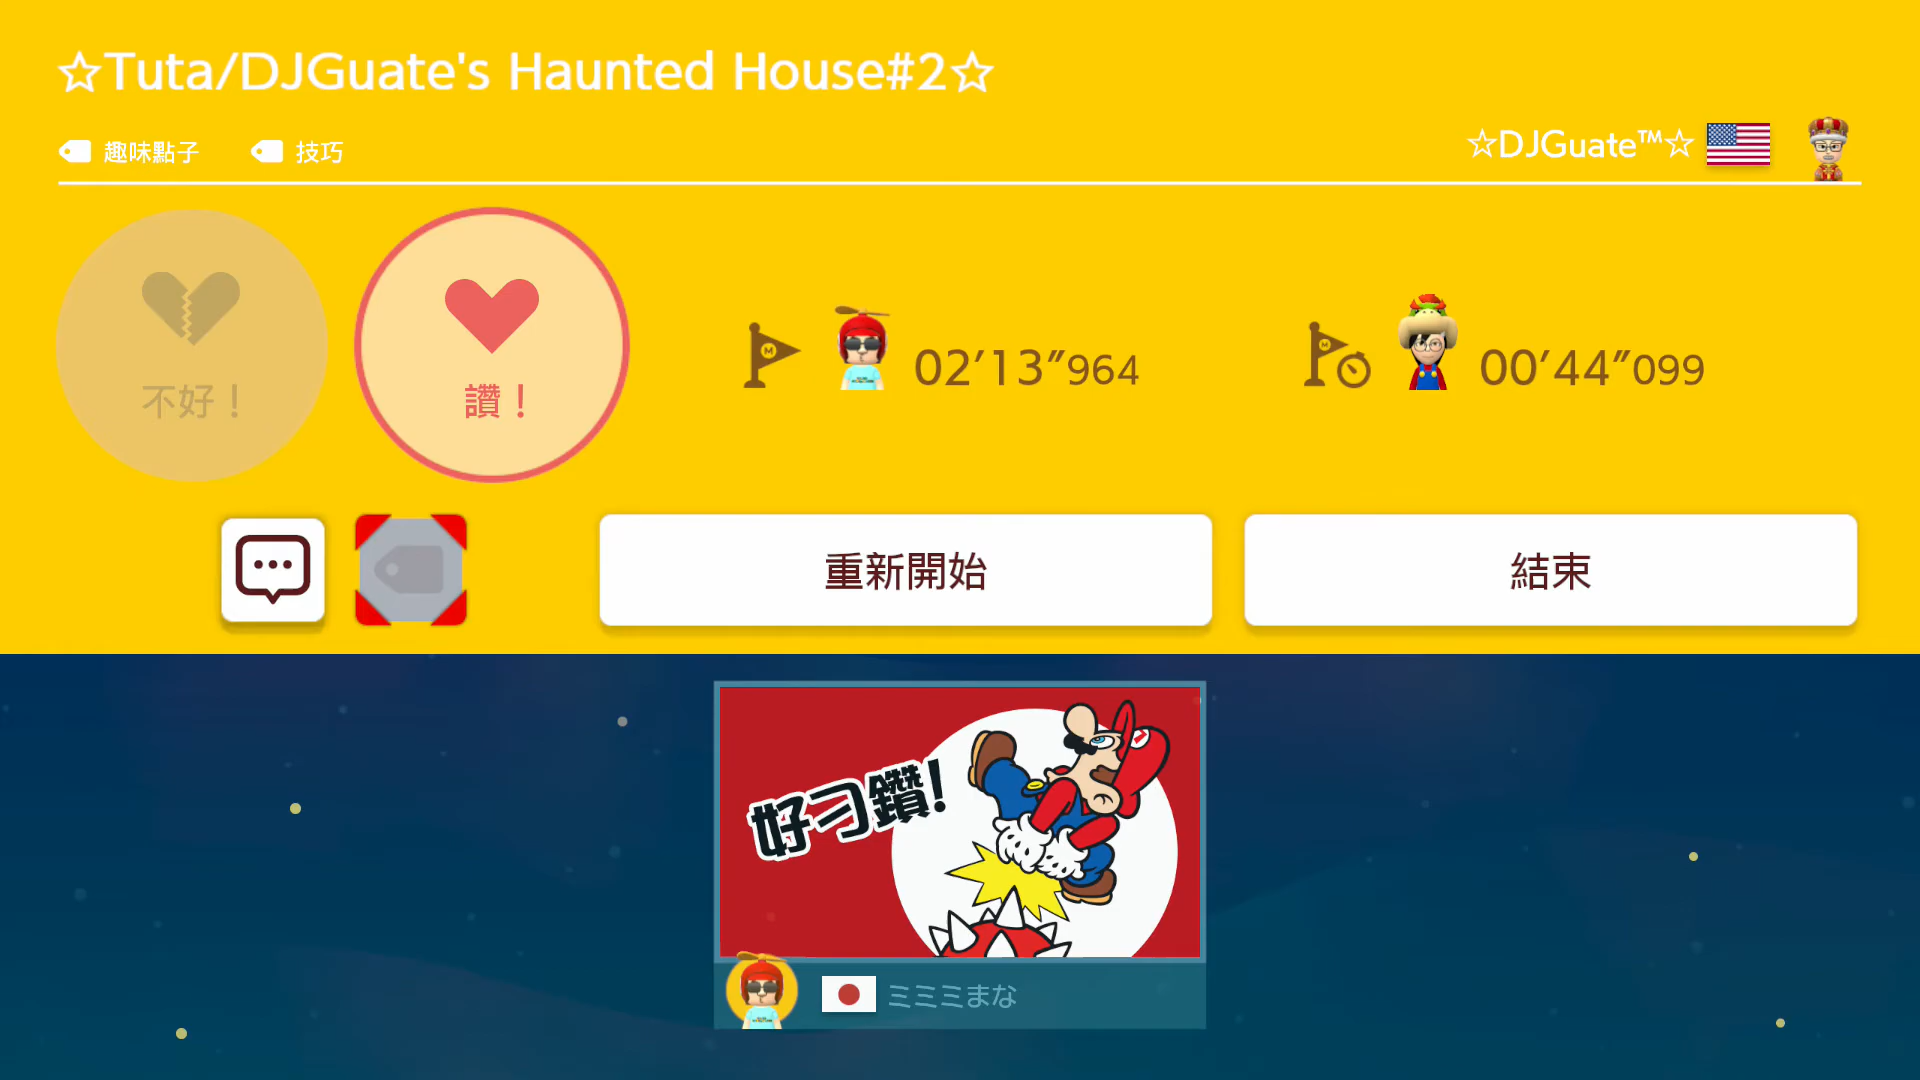 ☆Tuta/DJGuate's Haunted House#2☆
趣味點子 技巧
☆DJGuate™☆
不好！
讚！
02′13″964
00′44″099
重新開始
結束
好刁鑽!
ミミミまな